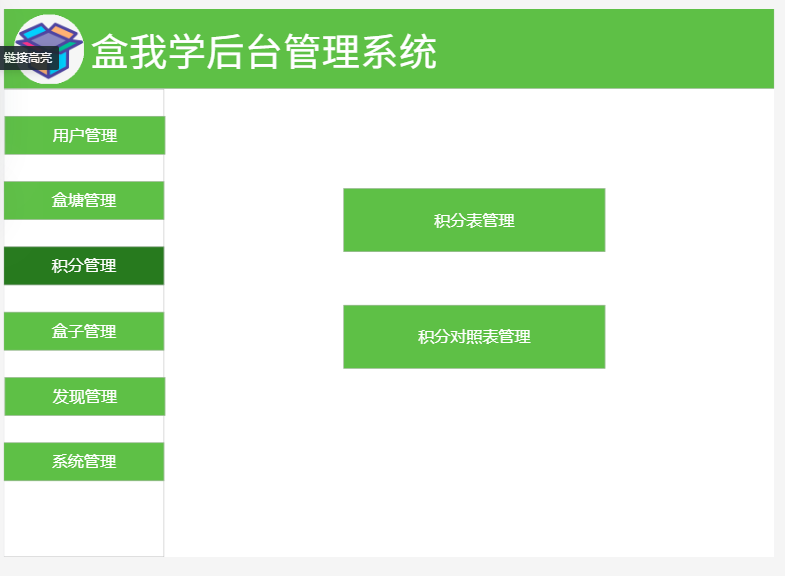 盒我学后台管理系统
链接高亮
用户管理
盒塘管理
积分管理
盒子管理
发现管理
系统管理
积分表管理
积分对照表管理